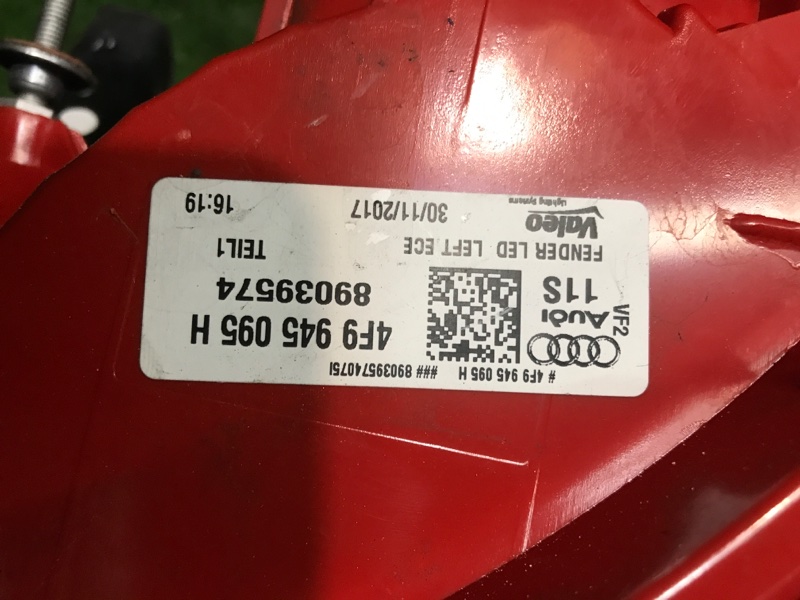 # 4F9 945 095 H ### 89039574075I
Audi 4F9 945 095 H
VF2
11S 89039574
FENDER LED LEFT ECE TEIL1
Valeo 30/11/2017 16:19
Lighting Systems